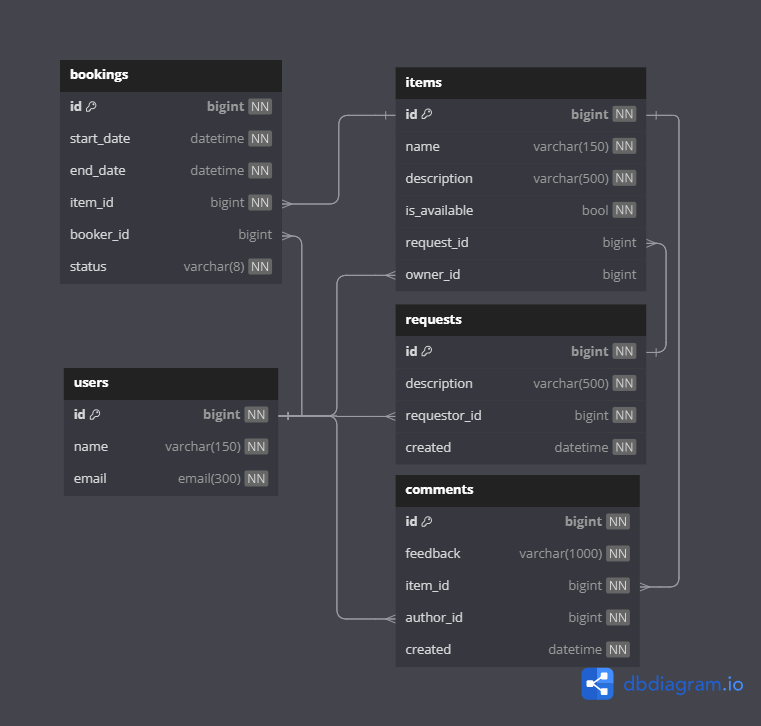 bookings
id bigint NN
start_date datetime NN
end_date datetime NN
item_id bigint NN
booker_id bigint
status varchar(8) NN
items
id bigint NN
name varchar(150) NN
description varchar(500) NN
is_available bool NN
request_id bigint
owner_id bigint
requests
id bigint NN
description varchar(500) NN
requestor_id bigint NN
created datetime NN
users
id bigint NN
name varchar(150) NN
email email(300) NN
comments
id bigint NN
feedback varchar(1000) NN
item_id bigint NN
author_id bigint NN
created datetime NN
dbdiagram.io